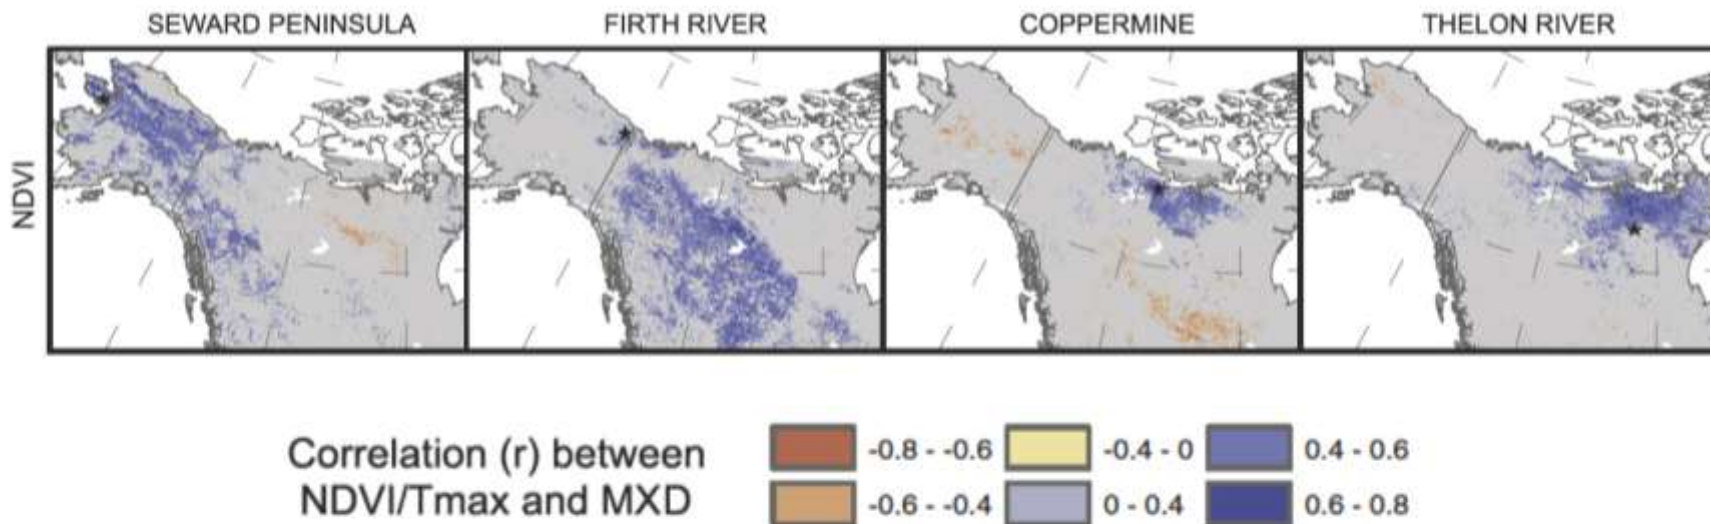 SEWARD PENINSULA FIRTH RIVER COPPERMINE THELON RIVER
NDVI
Correlation (r) between
NDVI/Tmax and MXD
-0.8 - -0.6 -0.4 - 0 0.4 - 0.6
-0.6 - -0.4 0 - 0.4 0.6 - 0.8